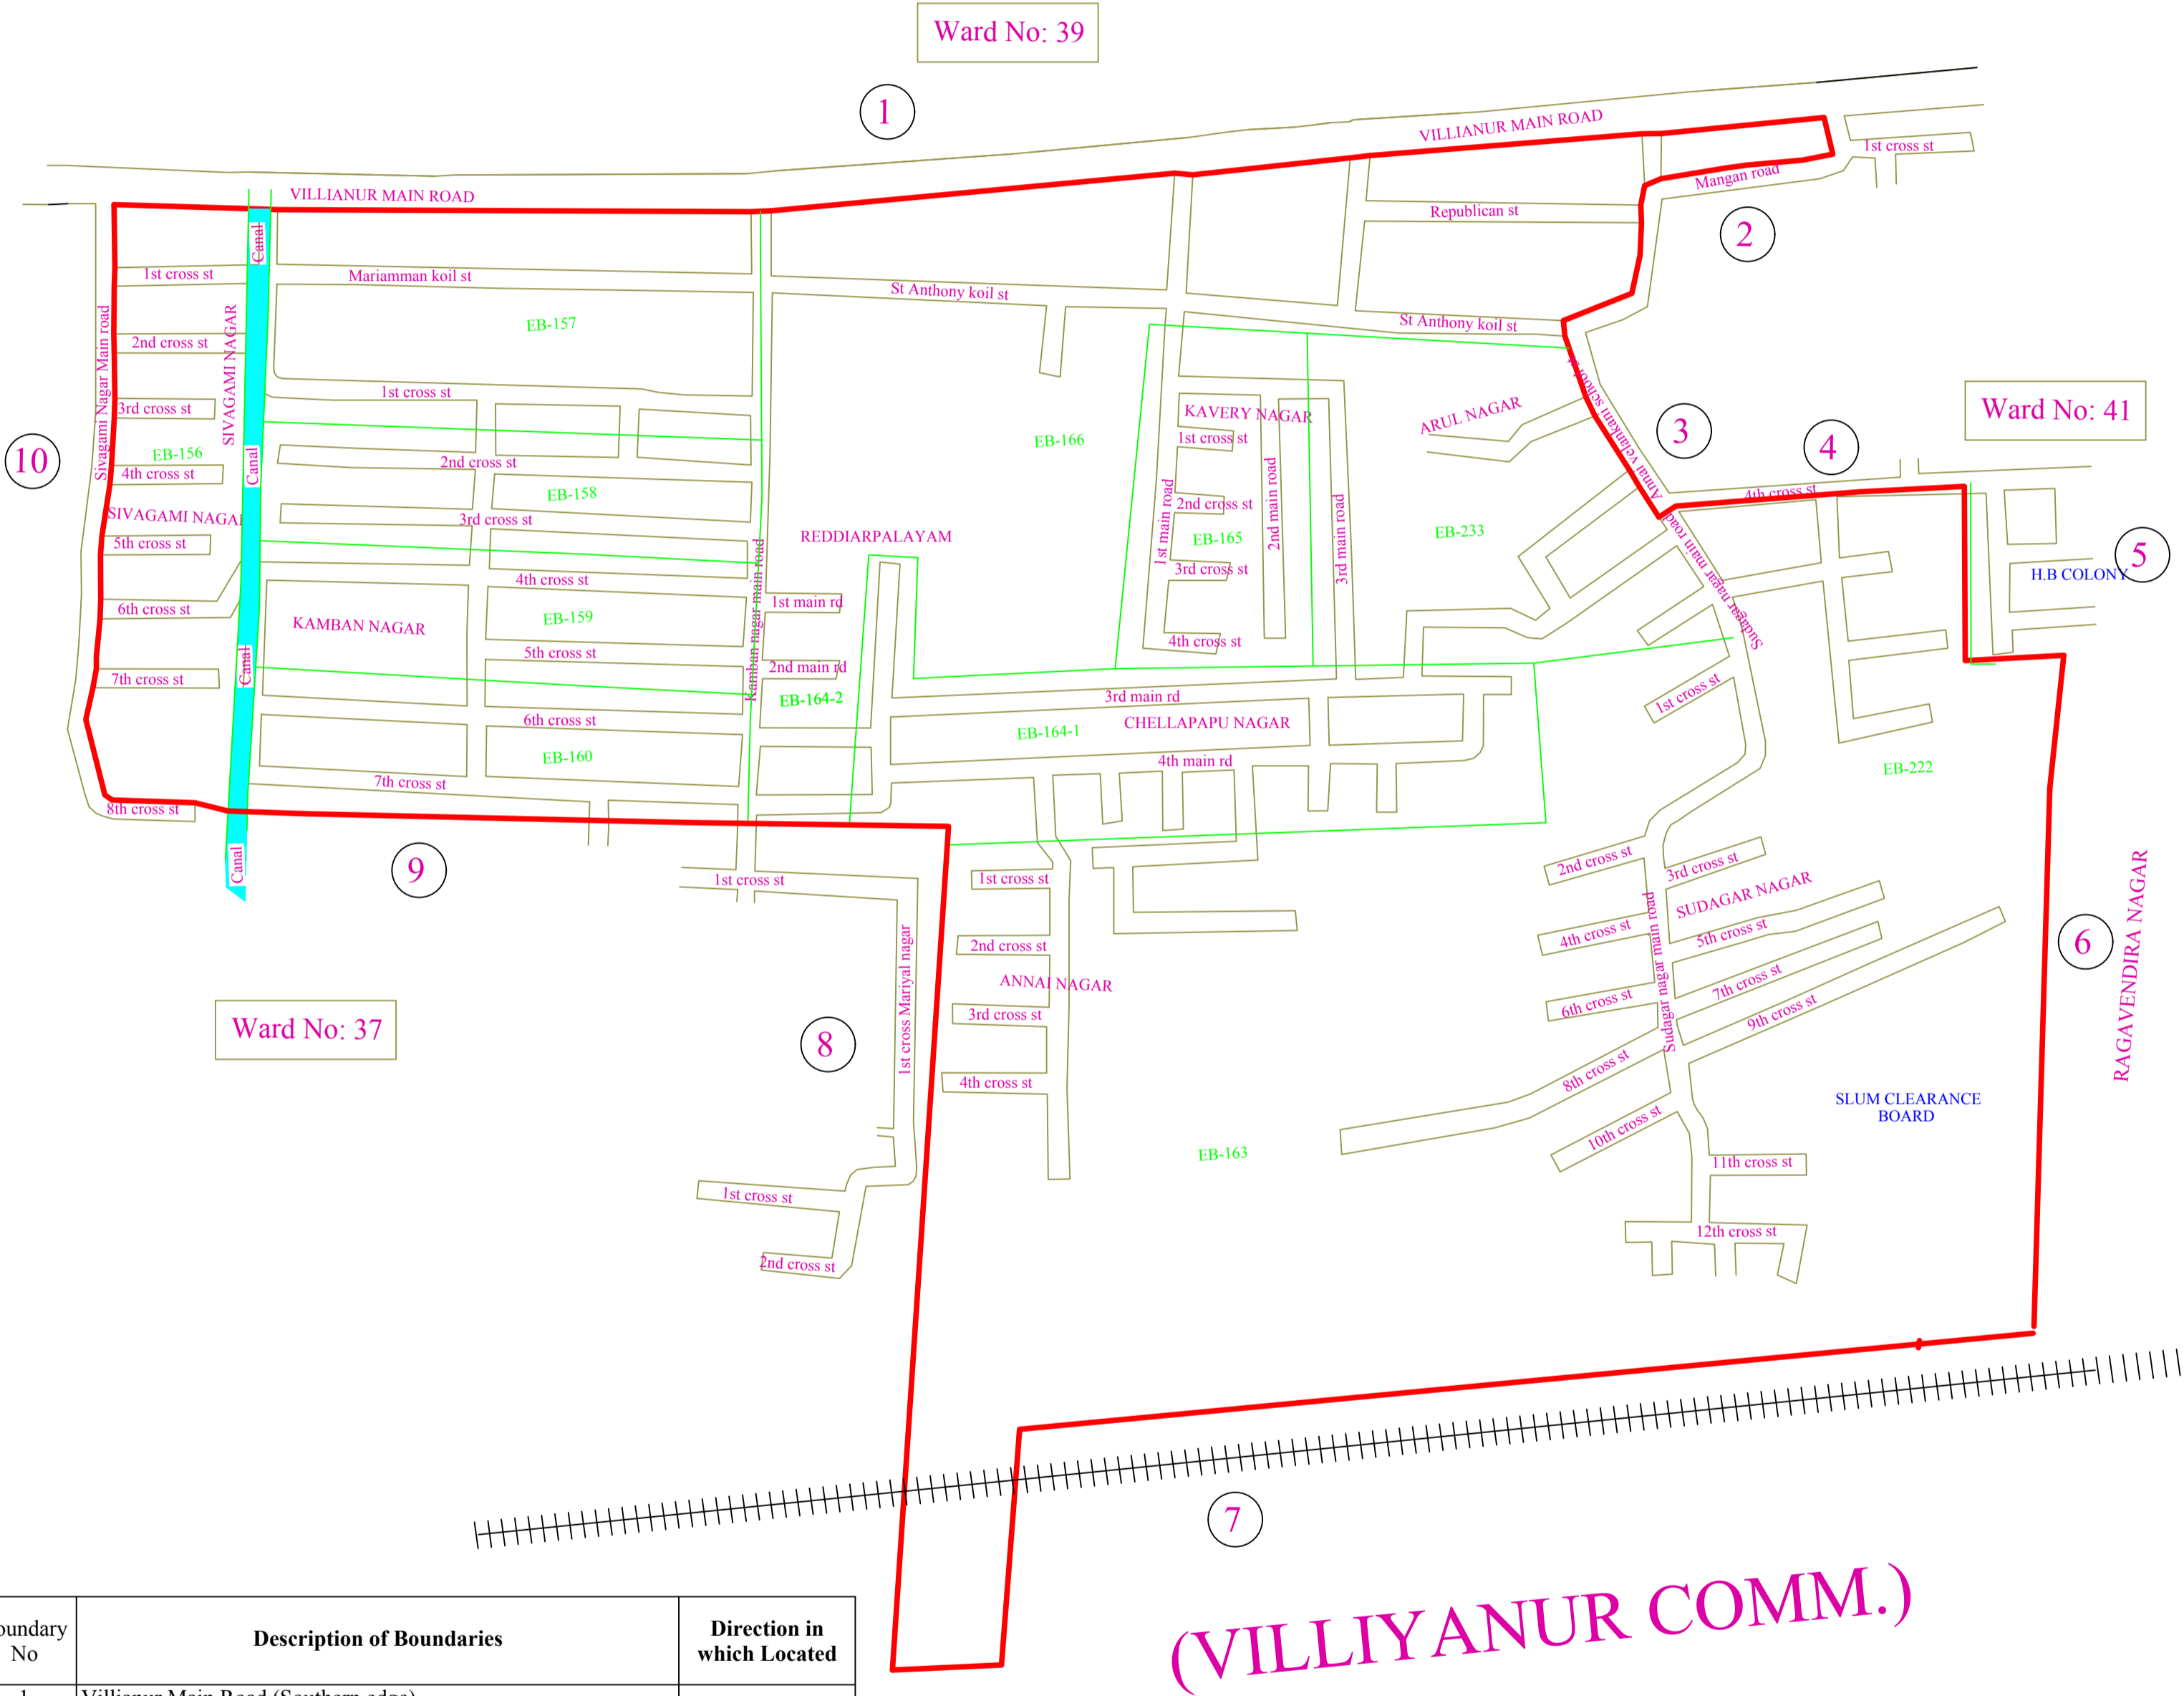 Ward No: 39
1
VILLIANUR MAIN ROAD
1st cross st
Mangan road
VILLIANUR MAIN ROAD
Republican st
2
Canal
1st cross st
Mariamman koil st
St Anthony koil st
St Anthony koil st
EB-157
2nd cross st
SIVAGAMI NAGAR
Sivagami Nagar Main road
1st cross st
3rd cross st
KAVERY NAGAR
ARUL NAGAR
Annai velankani school
3
Ward No: 41
4
10
EB-156
4th cross st
Canal
2nd cross st
EB-166
1st cross st
EB-158
2nd cross st
4th cross st
SIVAGAMI NAGAR
3rd cross st
1st main road
2nd main road
3rd main road
EB-233
5th cross st
REDDIARPALAYAM
EB-165
Sudagar nagar main road
5
H.B COLONY
4th cross st
3rd cross st
6th cross st
KAMBAN NAGAR
EB-159
Kamban nagar main road
1st main rd
4th cross st
5th cross st
2nd main rd
7th cross st
Canal
EB-164-2
3rd main rd
1st cross st
6th cross st
EB-164-1
CHELLAPAPU NAGAR
EB-160
4th main rd
EB-222
7th cross st
8th cross st
Canal
9
1st cross st
1st cross st
2nd cross st
3rd cross st
SUDAGAR NAGAR
Sudagar nagar main road
4th cross st
5th cross st
2nd cross st
1st cross Mariyal nagar
ANNAI NAGAR
6th cross st
7th cross st
9th cross st
6
RAGAVENDIRA NAGAR
Ward No: 37
8
3rd cross st
4th cross st
8th cross st
10th cross st
SLUM CLEARANCE
BOARD
EB-163
11th cross st
1st cross st
12th cross st
2nd cross st
7
(VILLIYANUR COMM.)
oundary
No
Description of Boundaries
Direction in
which Located
1
Villianur Main Road (Southern edge)